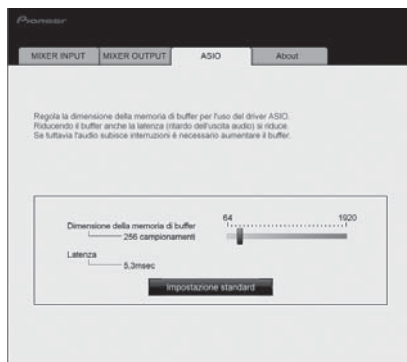 Pioneer
MIXER INPUT MIXER OUTPUT ASIO About
Regola la dimensione della memoria di buffer per l'uso del driver ASIO.
Riducendo il buffer anche la latenza (ritardo dell'uscita audio) si riduce.
Se tuttavia l'audio subisce interruzioni è necessario aumentare il buffer.
64 1920
Dimensione della memoria di buffer
256 campionamenti
Latenza
5,3msec
Impostazione standard